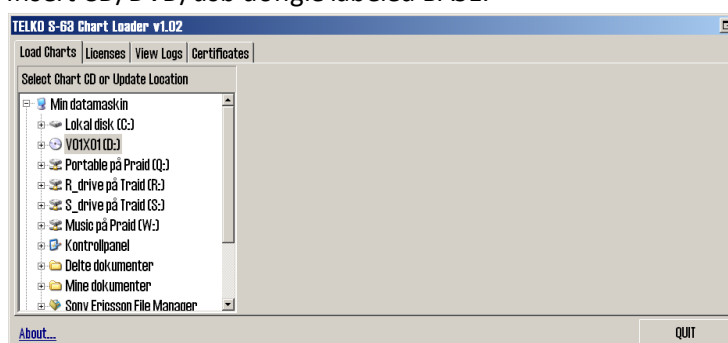 insert CD/DVD/usb dongle labeled BASE.
TELKO S-63 Chart Loader v1.02
Load Charts Licenses View Logs Certificates
Select Chart CD or Update Location
Min datamaskin
Lokal disk (C:)
V01X01 (D:)
Portable på Praid (Q:)
R_drive på Traid (R:)
S_drive på Traid (S:)
Music på Praid (W:)
Kontrollpanel
Delte dokumenter
Mine dokumenter
Sony Ericsson File Manager
About...
QUIT